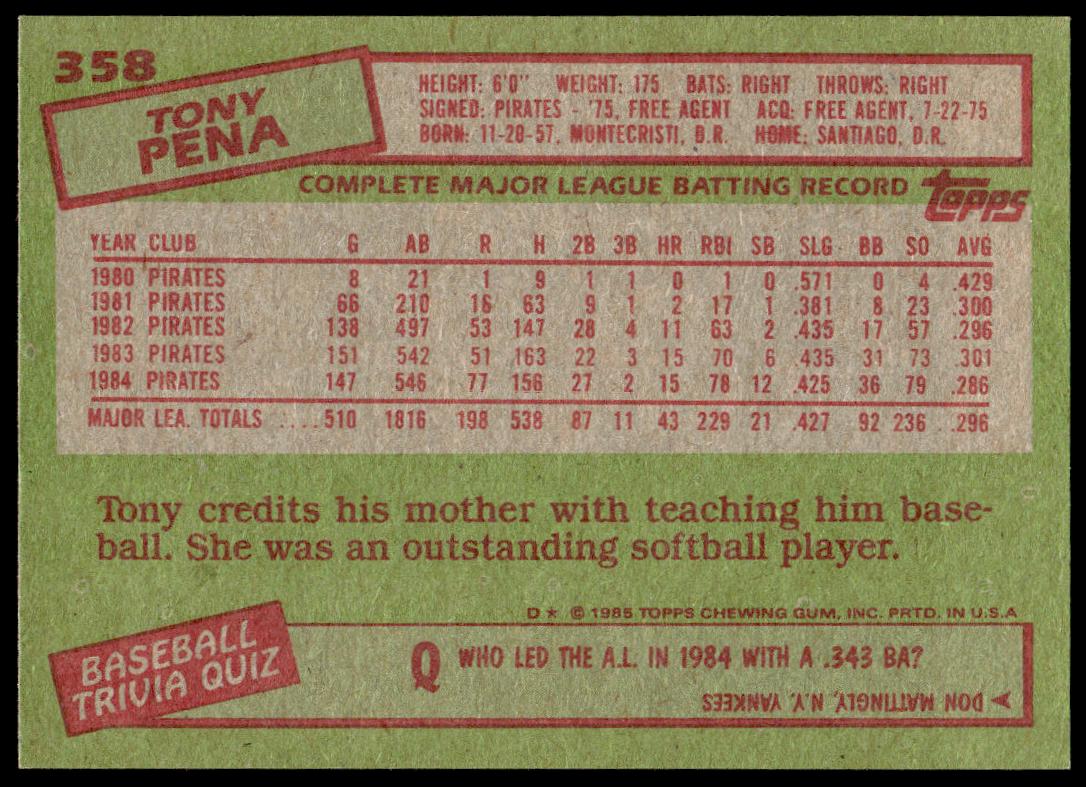 358
TONY
PENA
HEIGHT: 6'0" WEIGHT: 175 BATS: RIGHT THROWS: RIGHT
SIGNED: PIRATES - '75, FREE AGENT ACQ: FREE AGENT, 7-22-75
BORN: 11-20-57, MONTECRISTI, D.R. HOME: SANTIAGO, D.R.
COMPLETE MAJOR LEAGUE BATTING RECORD topps
YEAR CLUB G AB R H 2B 3B HR RBI SB SLG BB SO AVG
1980 PIRATES 8 21 1 9 1 1 0 1 0 .571 0 4 .429
1981 PIRATES 66 210 16 63 9 1 2 17 1 .381 8 23 .300
1982 PIRATES 138 497 53 147 28 4 11 63 2 .435 17 57 .296
1983 PIRATES 151 542 51 163 22 3 15 70 6 .435 31 73 .301
1984 PIRATES 147 546 77 156 27 2 15 78 12 .425 36 79 .286
MAJOR LEA. TOTALS ....510 1816 198 538 87 11 43 229 21 .427 92 236 .296
Tony credits his mother with teaching him base-
ball. She was an outstanding softball player.
D★ © 1985 TOPPS CHEWING GUM, INC. PRTD. IN U.S.A
BASEBALL
TRIVIA QUIZ
Q WHO LED THE A.L. IN 1984 WITH A .343 BA?
DON MATTINGLY, N.Y. YANKEES